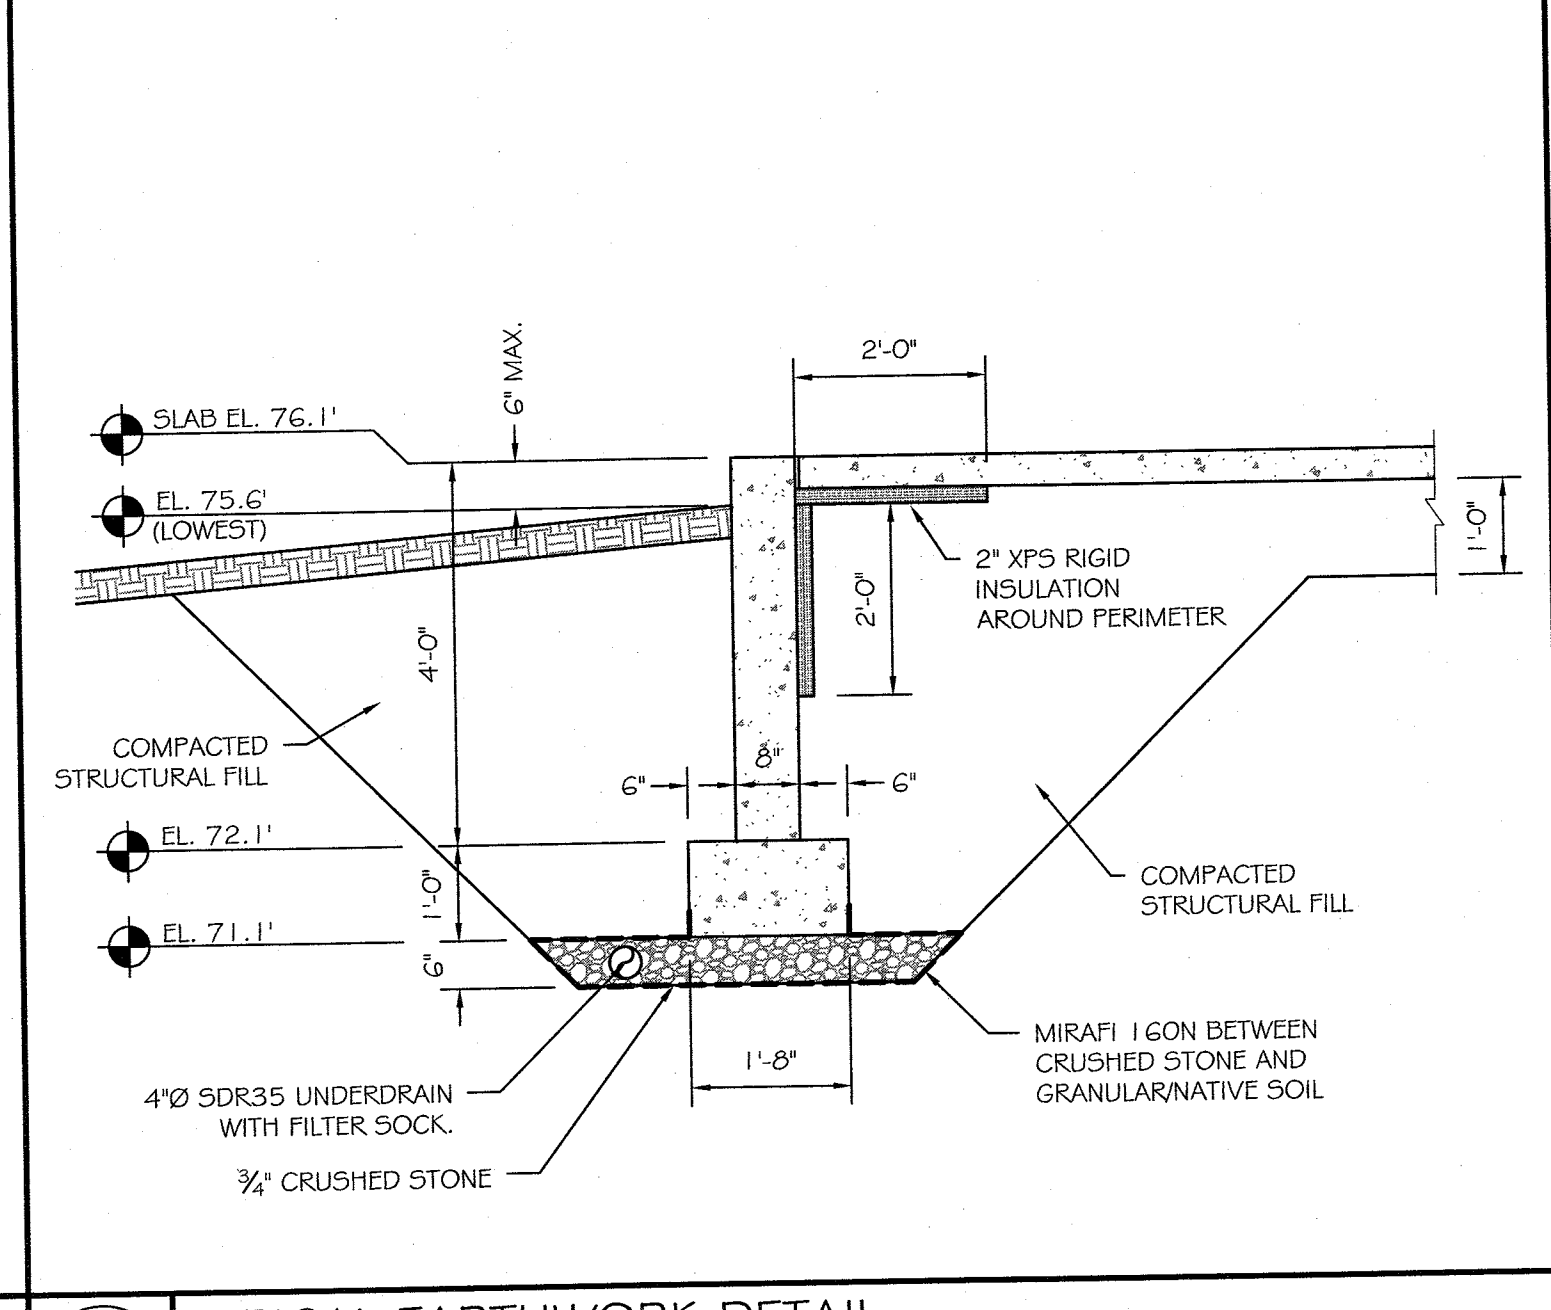 6" MAX.
2'-0"
SLAB EL. 76.1'
EL. 75.6'
(LOWEST)
1'-0"
2" XPS RIGID
INSULATION
AROUND PERIMETER
2'-0"
4'-0"
COMPACTED
STRUCTURAL FILL
8"
6"
6"
EL. 72.1'
COMPACTED
STRUCTURAL FILL
1'-0"
EL. 71.1'
6"
MIRAFI 160N BETWEEN
CRUSHED STONE AND
GRANULAR/NATIVE SOIL
1'-8"
4"Ø SDR35 UNDERDRAIN
WITH FILTER SOCK.
3/4" CRUSHED STONE
EARTHWORK DETAIL